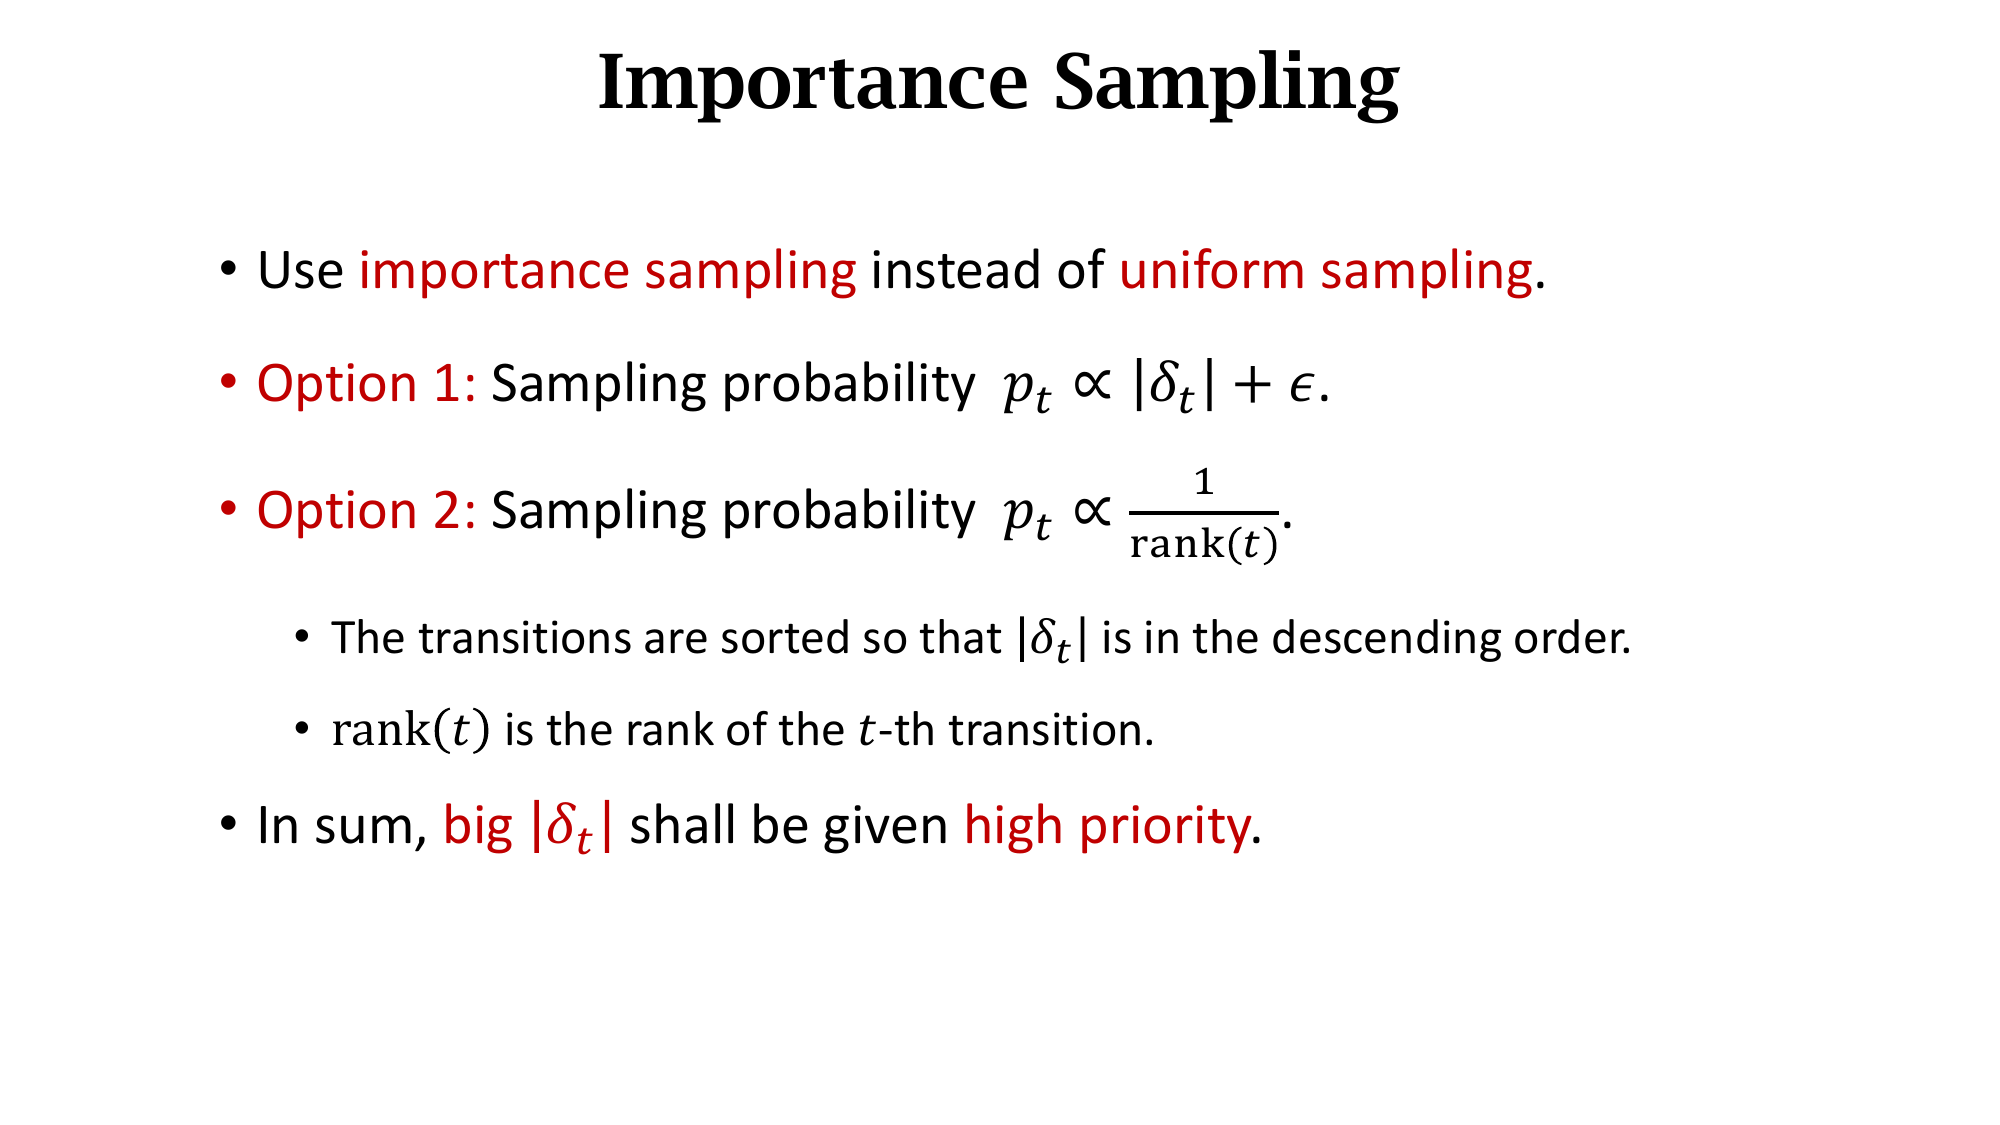 Importance Sampling
• Use importance sampling instead of uniform sampling.
• Option 1: Sampling probability $p_t \propto |\delta_t| + \epsilon$.
• Option 2: Sampling probability $p_t \propto \frac{1}{\text{rank}(t)}$.
• The transitions are sorted so that $|\delta_t|$ is in the descending order.
• $\text{rank}(t)$ is the rank of the $t$-th transition.
• In sum, big $|\delta_t|$ shall be given high priority.